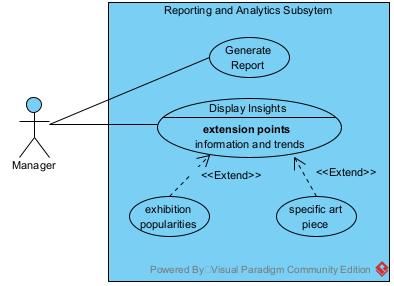 Reporting and Analytics Subsytem
Generate
Report
Display Insights
extension points
information and trends
Manager
<<Extend>>
<<Extend>>
exhibition
popularities
specific art
piece
Powered By Visual Paradigm Community Edition